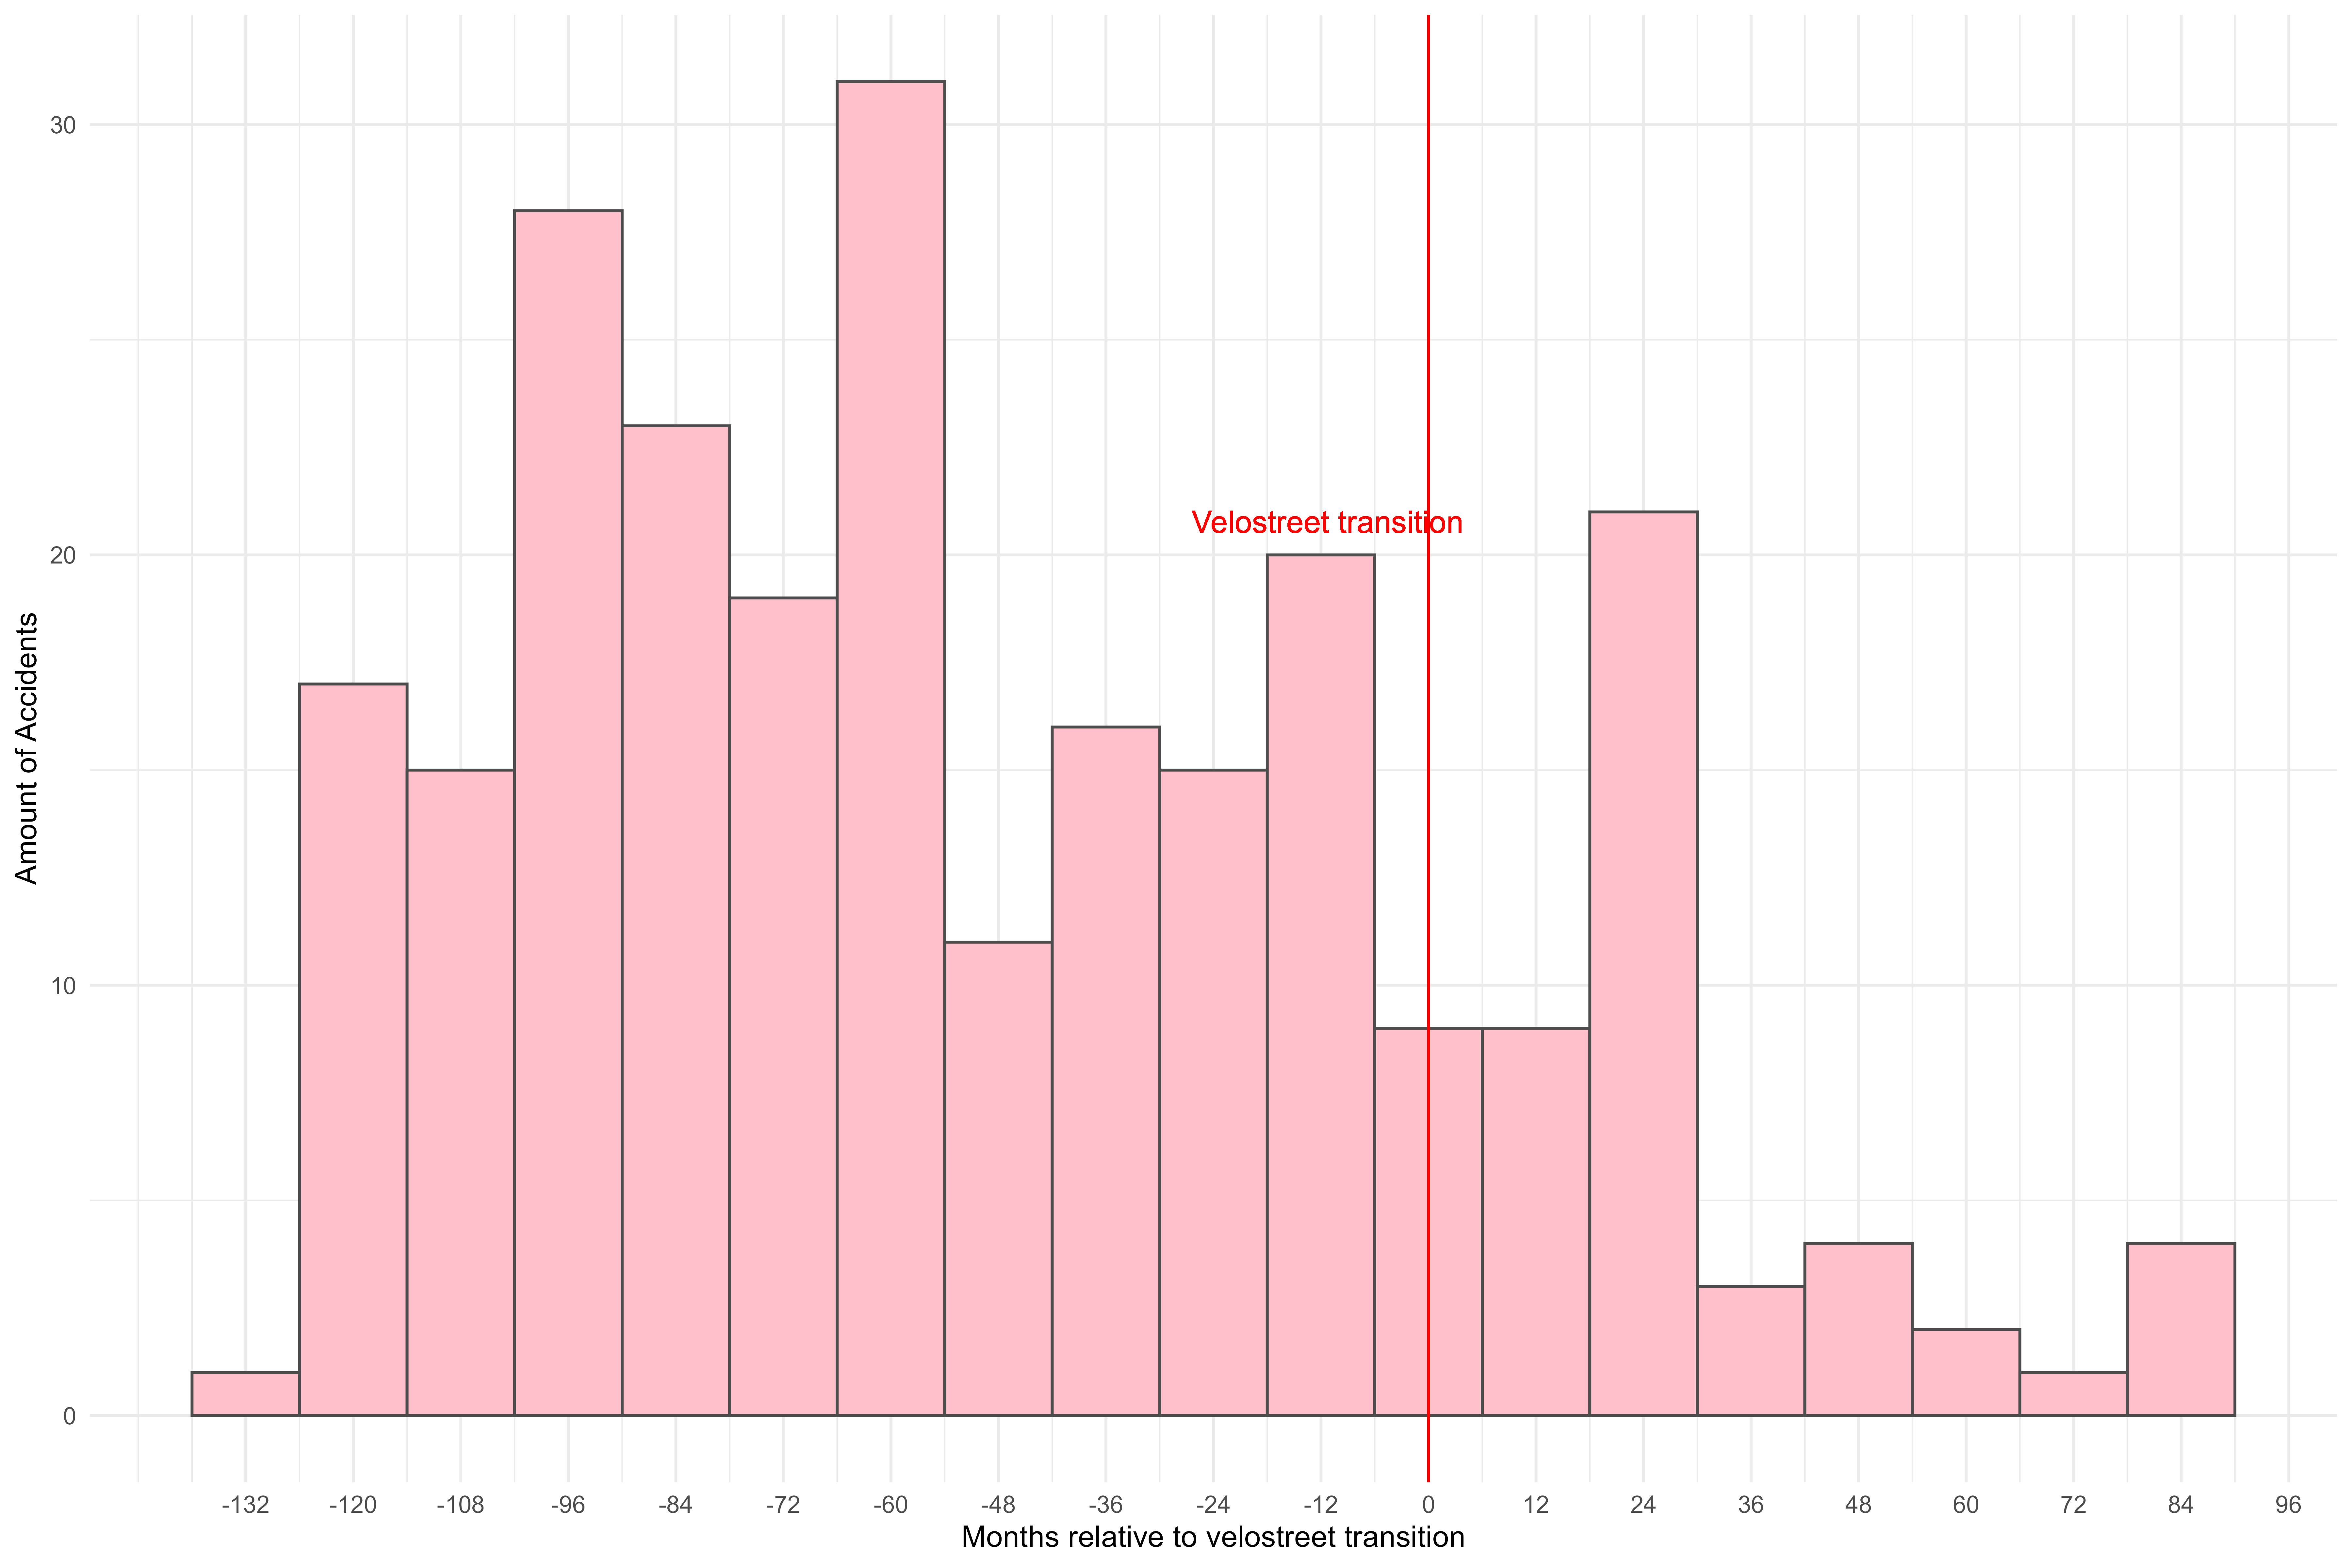 Amount of Accidents
30
20
10
0
Velostreet transition
-132 -120 -108 -96 -84 -72 -60 -48 -36 -24 -12 0 12 24 36 48 60 72 84 96
Months relative to velostreet transition